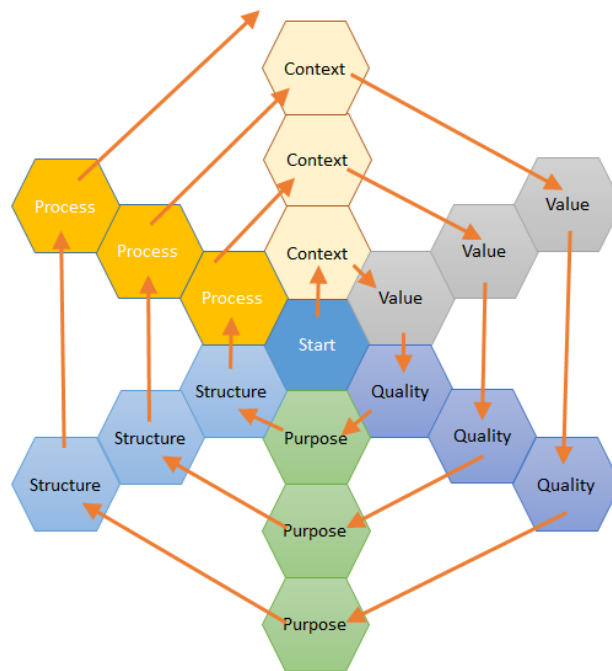 Context
Context
Process
Value
Process
Context
Value
Process
Value
Start
Structure
Quality
Structure
Purpose
Quality
Structure
Quality
Purpose
Purpose